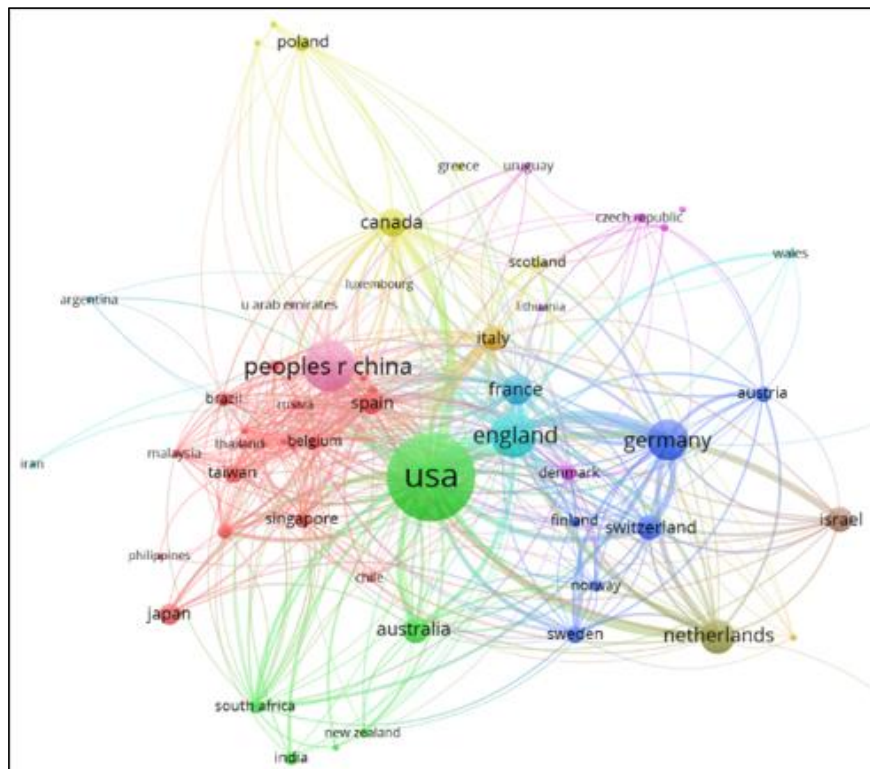 poland
greece
uruguay
canada
czech republic
scotland
wales
luxembourg
argentina
u arab emirates
lithuania
italy
peoples r china
france
austria
brazil
russia
spain
england
germany
thailand
belgium
malaysia
iran
taiwan
usa
denmark
singapore
finland
switzerland
israel
philippines
chile
norway
japan
australia
sweden
netherlands
south africa
new zealand
india